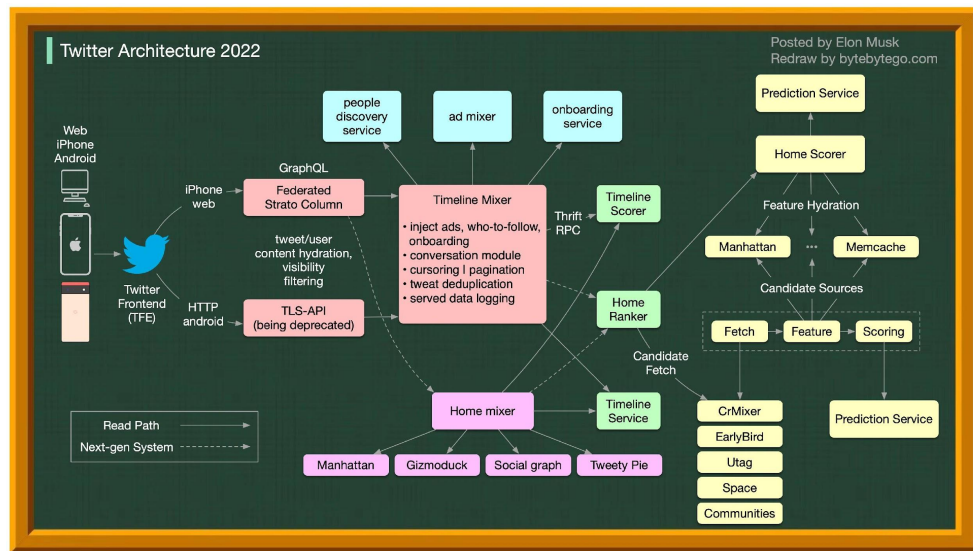 Twitter Architecture 2022
Posted by Elon Musk
Redraw by bytebytego.com
Web
iPhone
Android
iPhone
web
Twitter
Frontend
(TFE)
HTTP
android
GraphQL
Federated
Strato Column
tweet/user
content hydration,
visibility
filtering
TLS-API
(being deprecated)
people
discovery
service
ad mixer
onboarding
service
Timeline Mixer
• inject ads, who-to-follow,
onboarding
• conversation module
• cursoring | pagination
• tweet deduplication
• served data logging
Thrift
RPC
Timeline
Scorer
Home
Ranker
Timeline
Service
Candidate
Fetch
Home mixer
Manhattan
Gizmoduck
Social graph
Tweety Pie
Prediction Service
Home Scorer
Feature Hydration
Manhattan
...
Memcache
Candidate Sources
Fetch
Feature
Scoring
CrMixer
EarlyBird
Utag
Space
Communities
Prediction Service
Read Path
Next-gen System